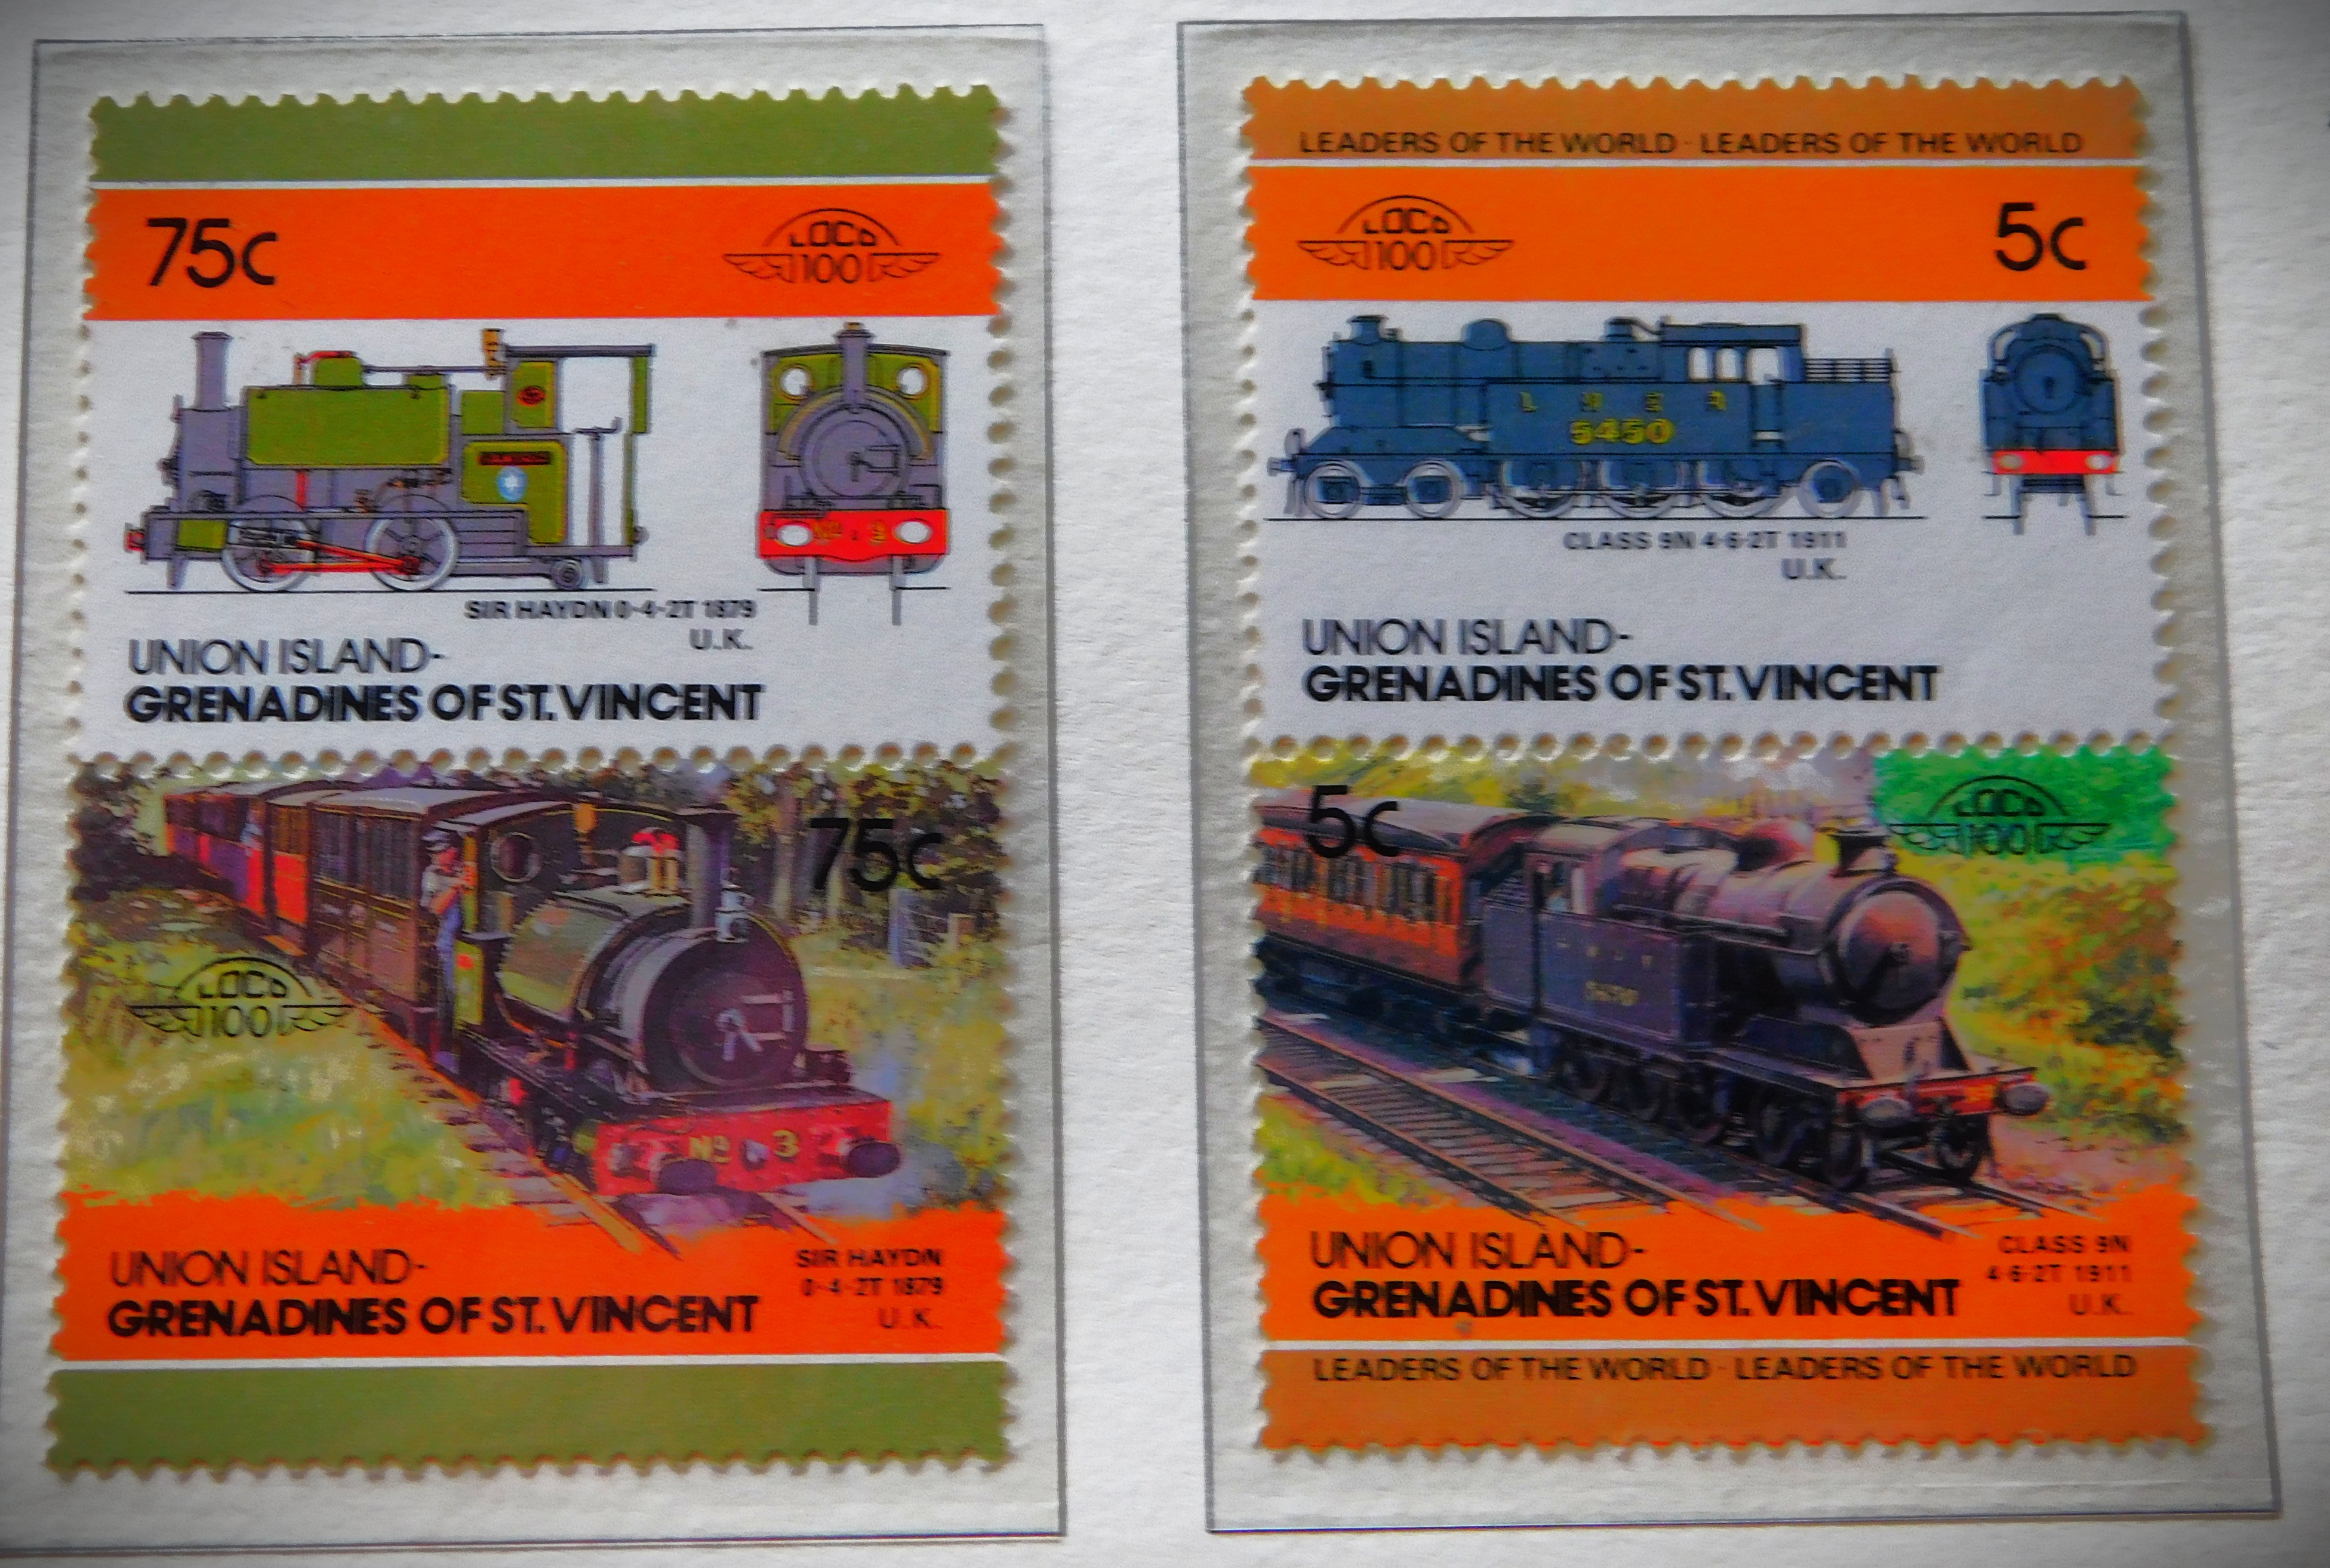 75c
LOCO
100
No. 3
SIR HAYDN 0-4-2T 1879
U.K.
UNION ISLAND-
GRENADINES OF ST. VINCENT
75c
LOCO
100
No 3
UNION ISLAND-
GRENADINES OF ST. VINCENT
SIR HAYDN
0-4-2T 1879
U.K.
LEADERS OF THE WORLD · LEADERS OF THE WORLD
LOCO
100
5c
L N E R
5450
CLASS 9N 4-6-2T 1911
U.K.
UNION ISLAND-
GRENADINES OF ST. VINCENT
5c
LOCO
100
UNION ISLAND-
GRENADINES OF ST. VINCENT
CLASS 9N
4-6-2T 1911
U.K.
LEADERS OF THE WORLD · LEADERS OF THE WORLD